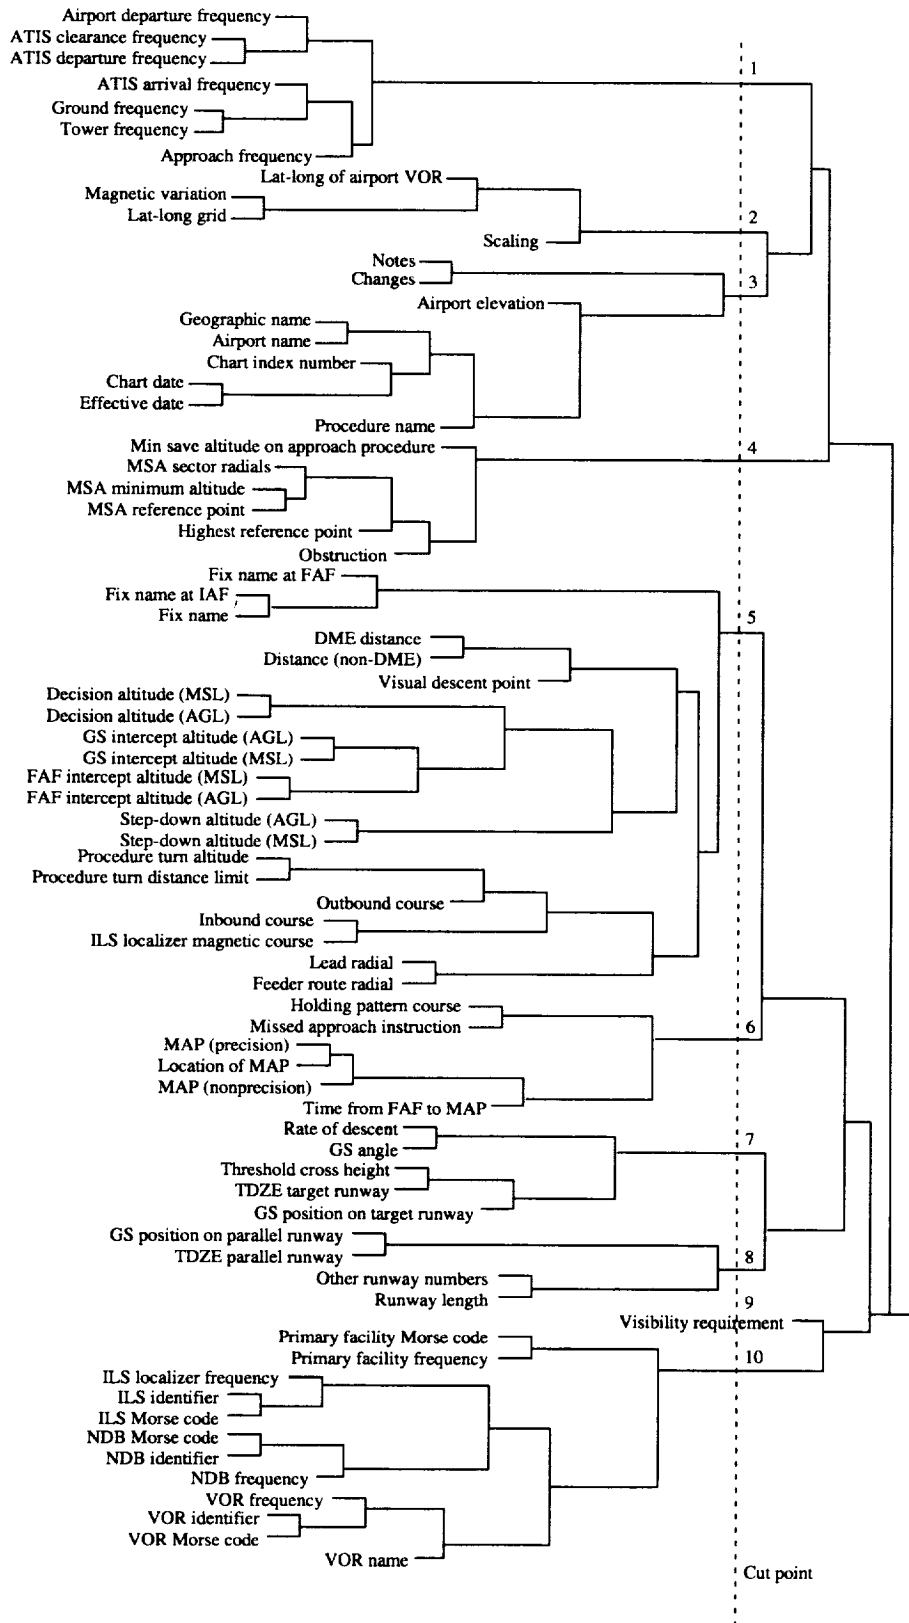 Airport departure frequency
ATIS clearance frequency
ATIS departure frequency
1
ATIS arrival frequency
Ground frequency
Tower frequency
Approach frequency
Lat-long of airport VOR
Magnetic variation
Lat-long grid
2
Scaling
Notes
Changes
3
Airport elevation
Geographic name
Airport name
Chart index number
Chart date
Effective date
Procedure name
Min save altitude on approach procedure
4
MSA sector radials
MSA minimum altitude
MSA reference point
Highest reference point
Obstruction
Fix name at FAF
Fix name at IAF
Fix name
5
DME distance
Distance (non-DME)
Visual descent point
Decision altitude (MSL)
Decision altitude (AGL)
GS intercept altitude (AGL)
GS intercept altitude (MSL)
FAF intercept altitude (MSL)
FAF intercept altitude (AGL)
Step-down altitude (AGL)
Step-down altitude (MSL)
Procedure turn altitude
Procedure turn distance limit
Outbound course
Inbound course
ILS localizer magnetic course
Lead radial
Feeder route radial
Holding pattern course
Missed approach instruction
6
MAP (precision)
Location of MAP
MAP (nonprecision)
Time from FAF to MAP
Rate of descent
7
GS angle
Threshold cross height
TDZE target runway
GS position on target runway
GS position on parallel runway
TDZE parallel runway
8
Other runway numbers
Runway length
9
Visibility requirement
Primary facility Morse code
Primary facility frequency
10
ILS localizer frequency
ILS identifier
ILS Morse code
NDB Morse code
NDB identifier
NDB frequency
VOR frequency
VOR identifier
VOR Morse code
VOR name
Cut point